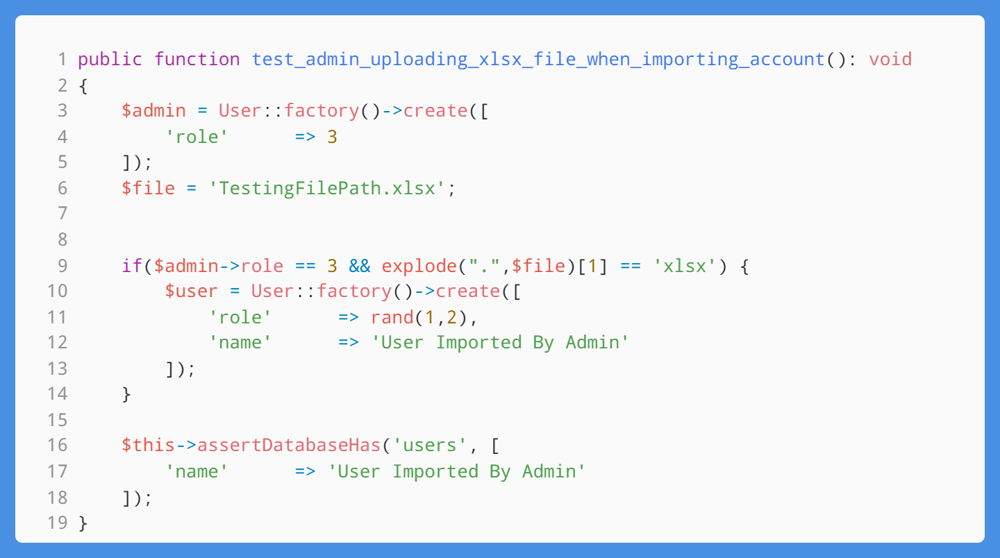 1 public function test_admin_uploading_xlsx_file_when_importing_account(): void
2 {
3     $admin = User::factory()->create([
4         'role'      => 3
5     ]);
6     $file = 'TestingFilePath.xlsx';
7
8
9     if($admin->role == 3 && explode(".",$file)[1] == 'xlsx') {
10         $user = User::factory()->create([
11             'role'      => rand(1,2),
12             'name'      => 'User Imported By Admin'
13         ]);
14     }
15
16     $this->assertDatabaseHas('users', [
17         'name'      => 'User Imported By Admin'
18     ]);
19 }